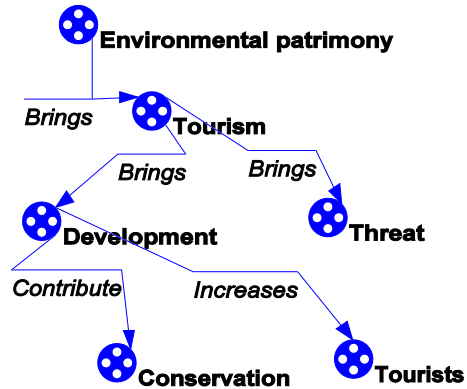 Environmental patrimony
Brings
Tourism
Brings
Brings
Development
Threat
Contribute
Increases
Conservation
Tourists